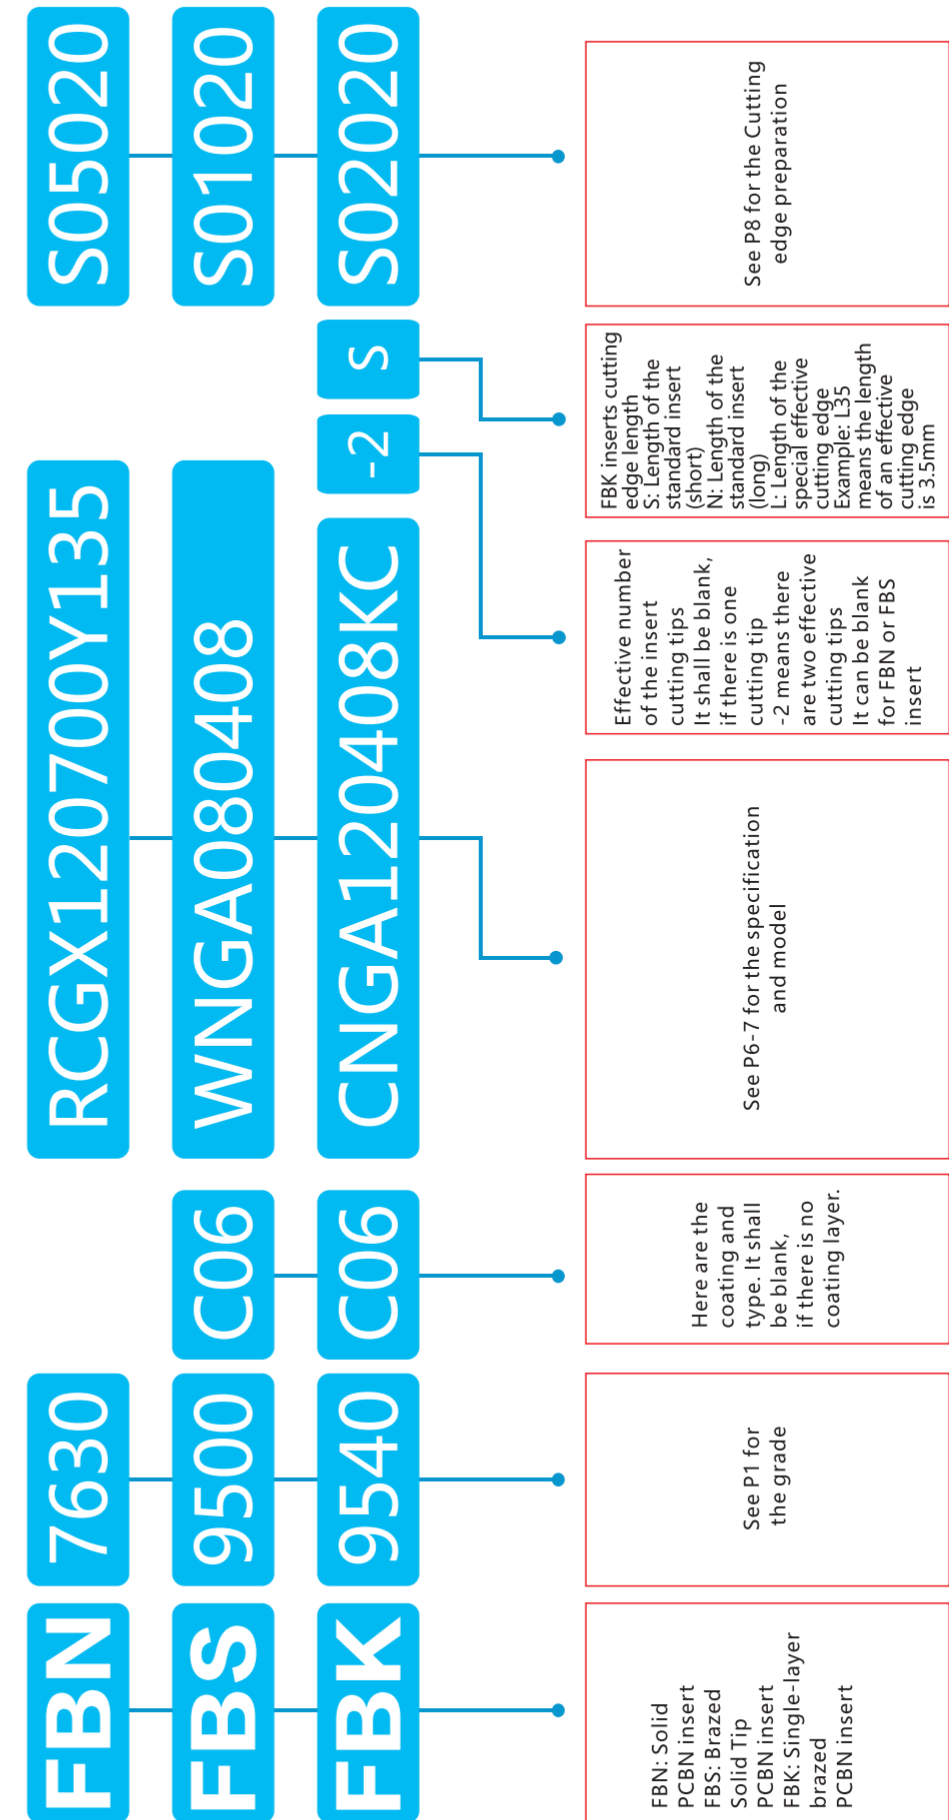 FBN 7630 RCGX120700Y135 S05020
FBS 9500 C06 WNGA080408 S01020
FBK 9540 C06 CNGA120408KC -2 S S02020
FBN: Solid
PCBN insert
FBS: Brazed
Solid Tip
PCBN insert
FBK: Single-layer
brazed
PCBN insert
See P1 for
the grade
Here are the
coating and
type. It shall
be blank,
if there is no
coating layer.
See P6-7 for the specification
and model
Effective number
of the insert
cutting tips
It shall be blank,
if there is one
cutting tip
-2 means there
are two effective
cutting tips
It can be blank
for FBN or FBS
insert
FBK inserts cutting
edge length
S: Length of the
standard insert
(short)
N: Length of the
standard insert
(long)
L: Length of the
special effective
cutting edge
Example: L35
means the length
of an effective
cutting edge
is 3.5mm
See P8 for the Cutting
edge preparation